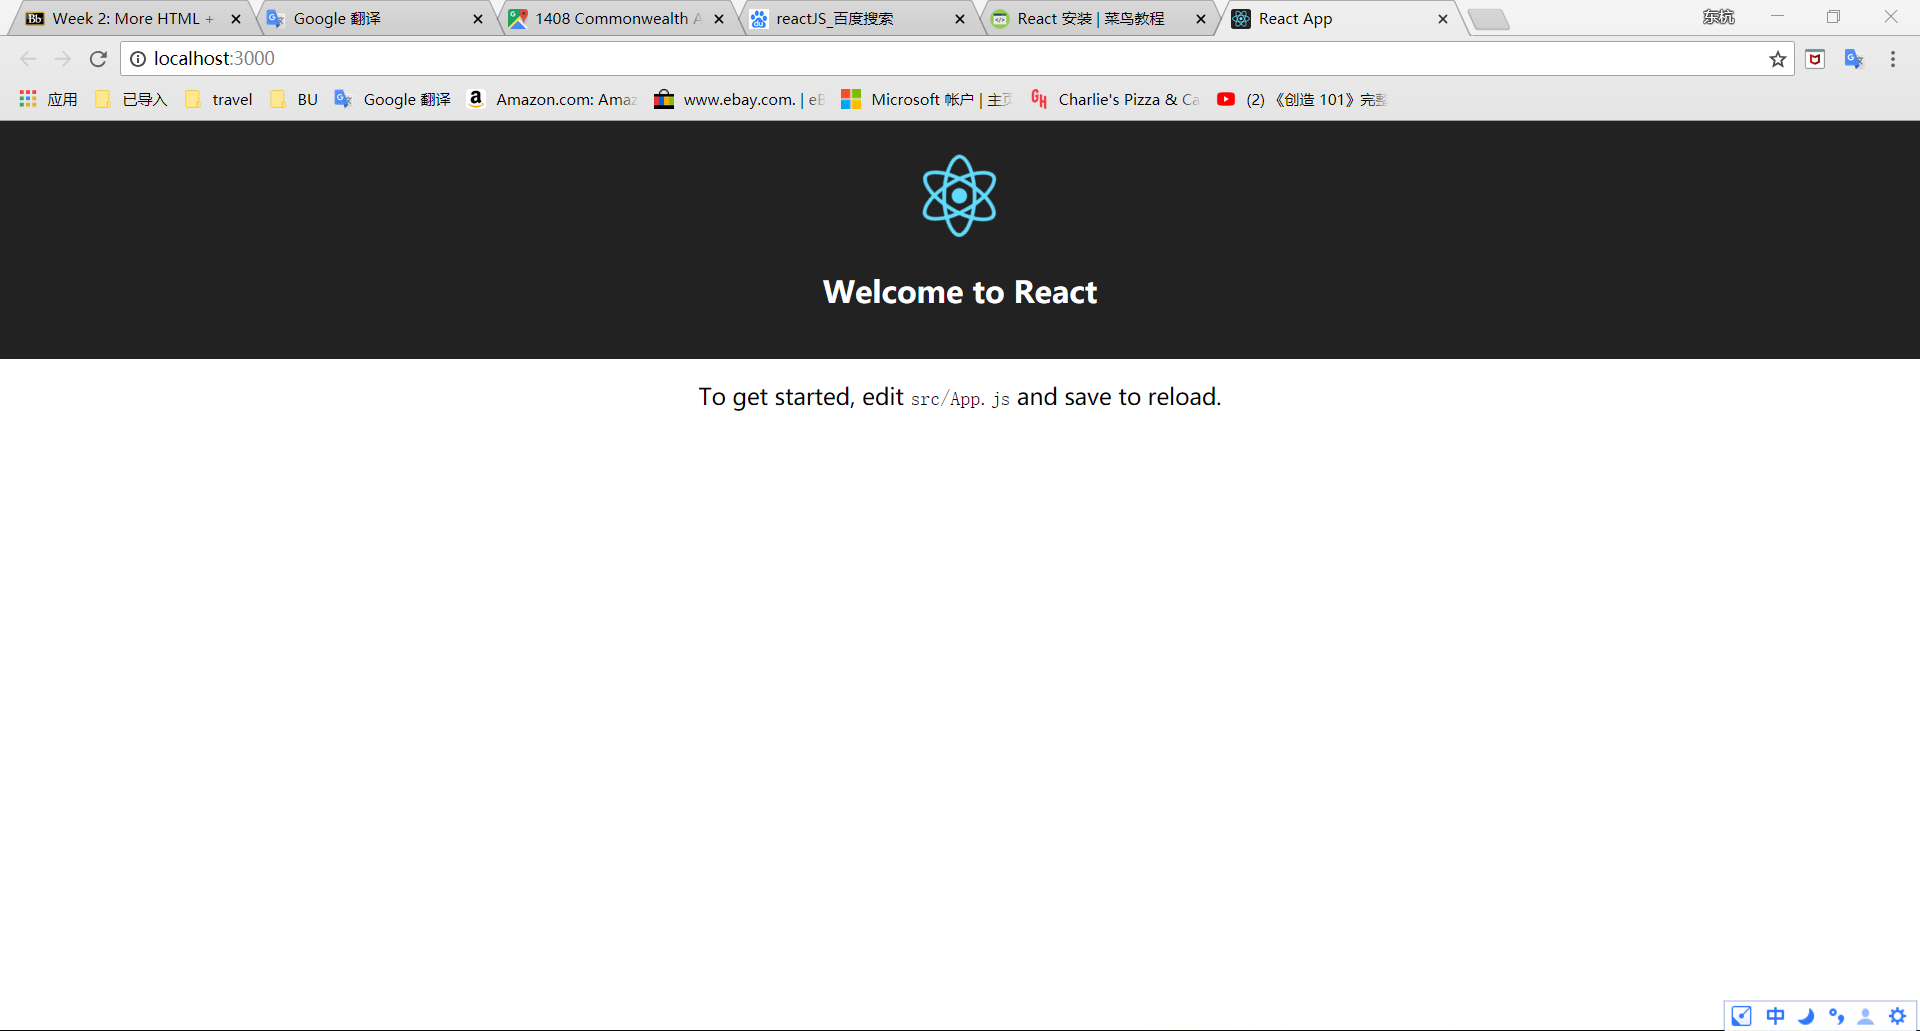 Week 2: More HTML +
Google 翻译
1408 Commonwealth A
reactJS_百度搜索
React 安装 | 菜鸟教程
React App
东杭
localhost:3000
应用
已导入
travel
BU
Google 翻译
Amazon.com: Amaz
www.ebay.com. | eB
Microsoft 帐户 | 主页
Charlie's Pizza & Ca
(2) 《创造 101》完整
Welcome to React
To get started, edit src/App.js and save to reload.
中